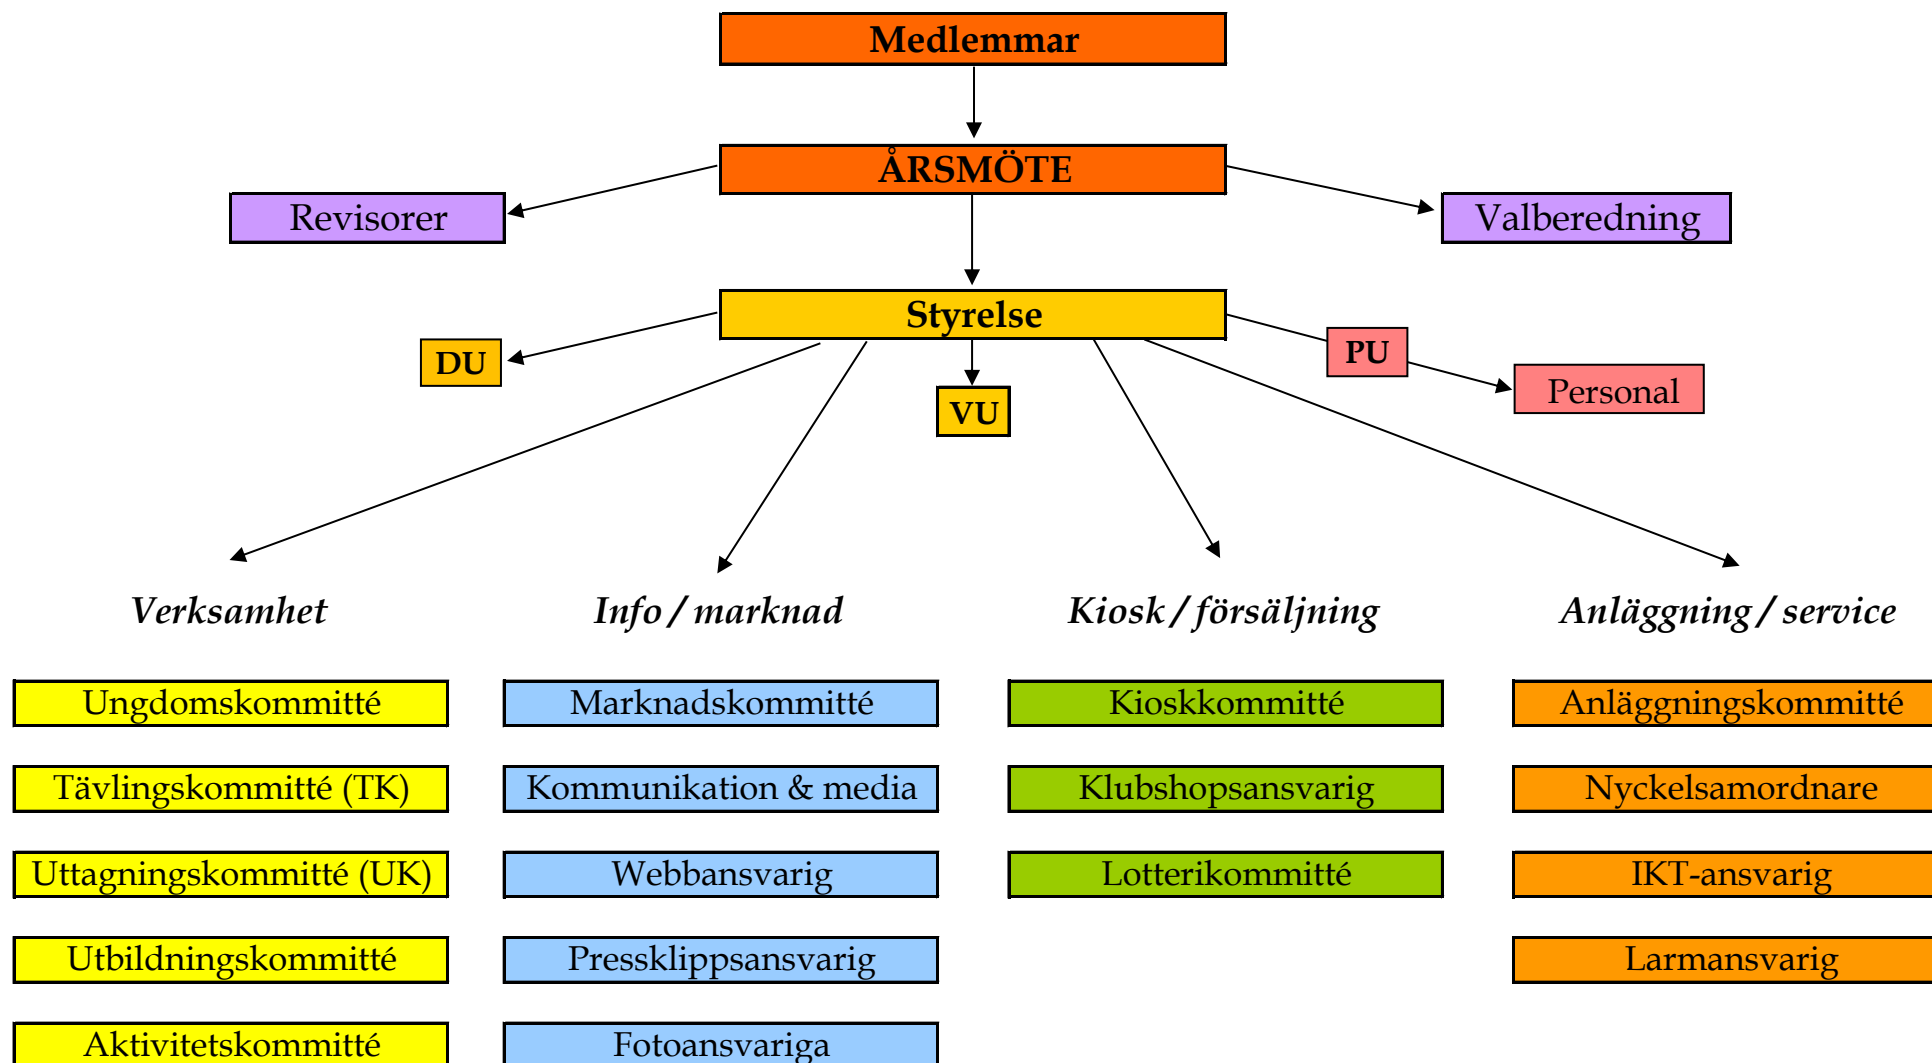 Medlemmar
ÅRSMÖTE
Revisorer
Valberedning
Styrelse
DU
PU
VU
Personal
Verksamhet
Info / marknad
Kiosk / försäljning
Anläggning / service
Ungdomskommitté
Marknadskommitté
Kioskkommitté
Anläggningskommitté
Tävlingskommitté (TK)
Kommunikation & media
Klubshopsansvarig
Nyckelsamordnare
Uttagningskommitté (UK)
Webbansvarig
Lotterikommitté
IKT-ansvarig
Utbildningskommitté
Pressklippsansvarig
Larmansvarig
Aktivitetskommitté
Fotoansvariga